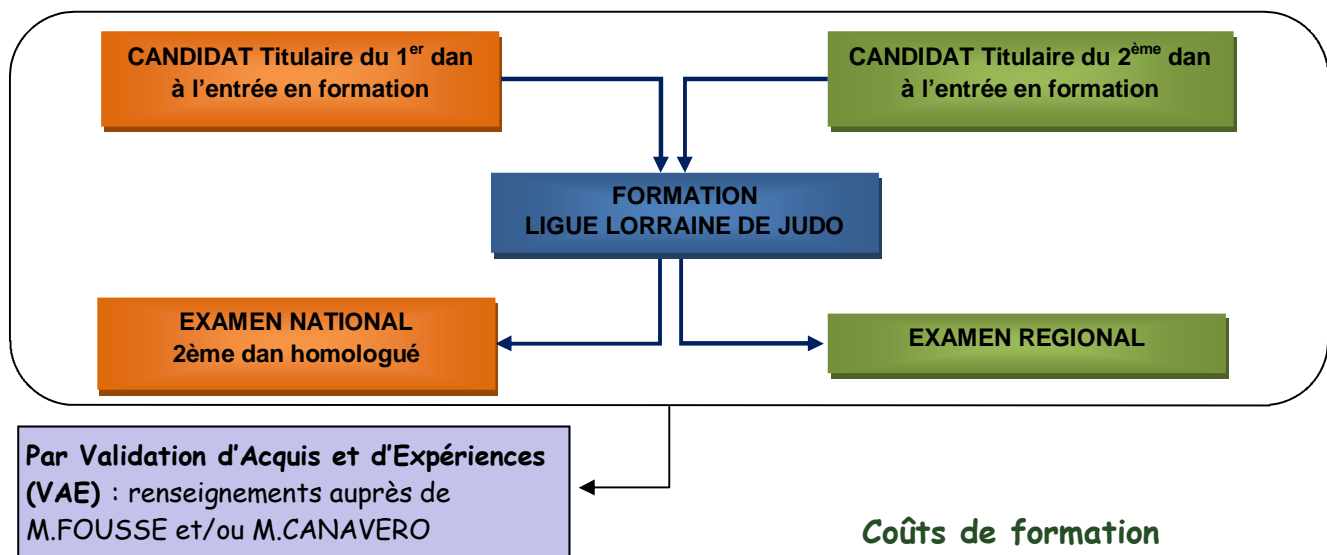 CANDIDAT Titulaire du 1er dan
à l'entrée en formation
CANDIDAT Titulaire du 2ème dan
à l'entrée en formation
FORMATION
LIGUE LORRAINE DE JUDO
EXAMEN NATIONAL
2ème dan homologué
EXAMEN REGIONAL
Par Validation d'Acquis et d'Expériences
(VAE) : renseignements auprès de
M.FOUSSE et/ou M.CANAVERO
Coûts de formation